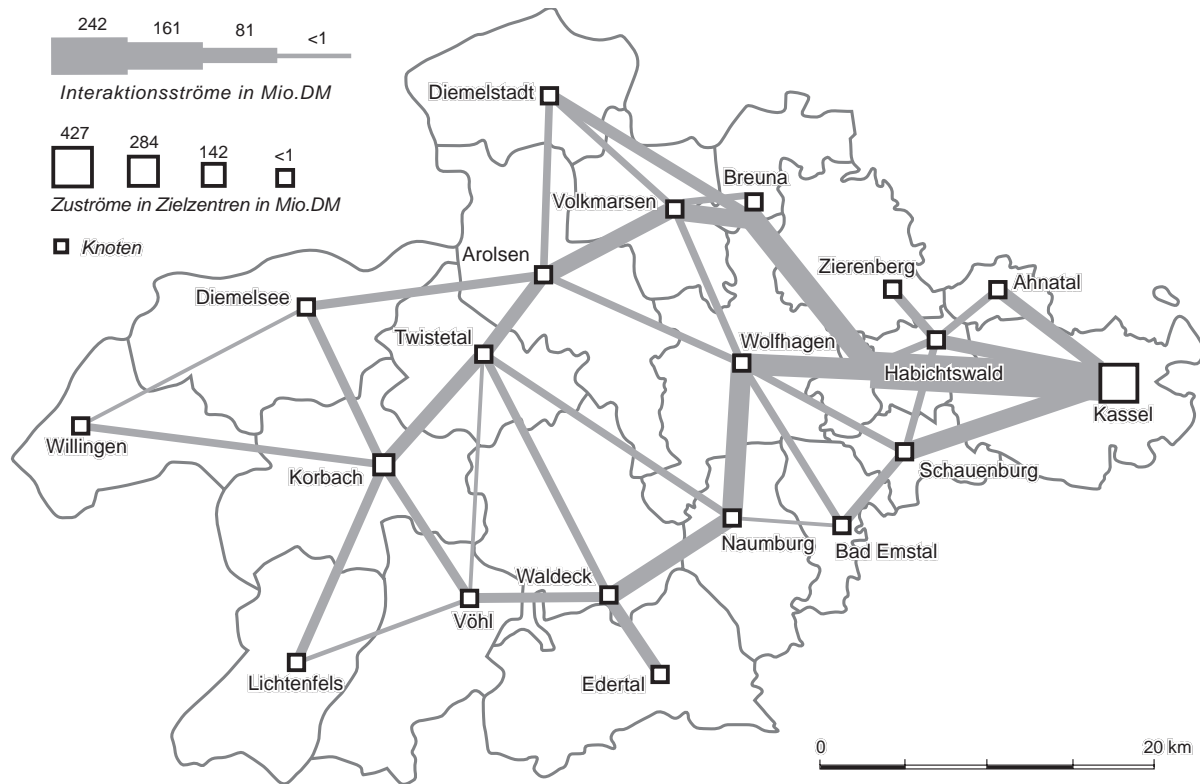 242 161 81 <1
Interaktionsströme in Mio.DM
427 284 142 <1
Zuströme in Zielzentren in Mio.DM
Knoten
Diemelstadt
Breuna
Volkmarsen
Arolsen
Zierenberg
Ahnatal
Diemelsee
Twistetal
Wolfhagen
Habichtswald
Kassel
Willingen
Korbach
Schauenburg
Naumburg
Bad Emstal
Waldeck
Vöhl
Lichtenfels
Edertal
0 20 km